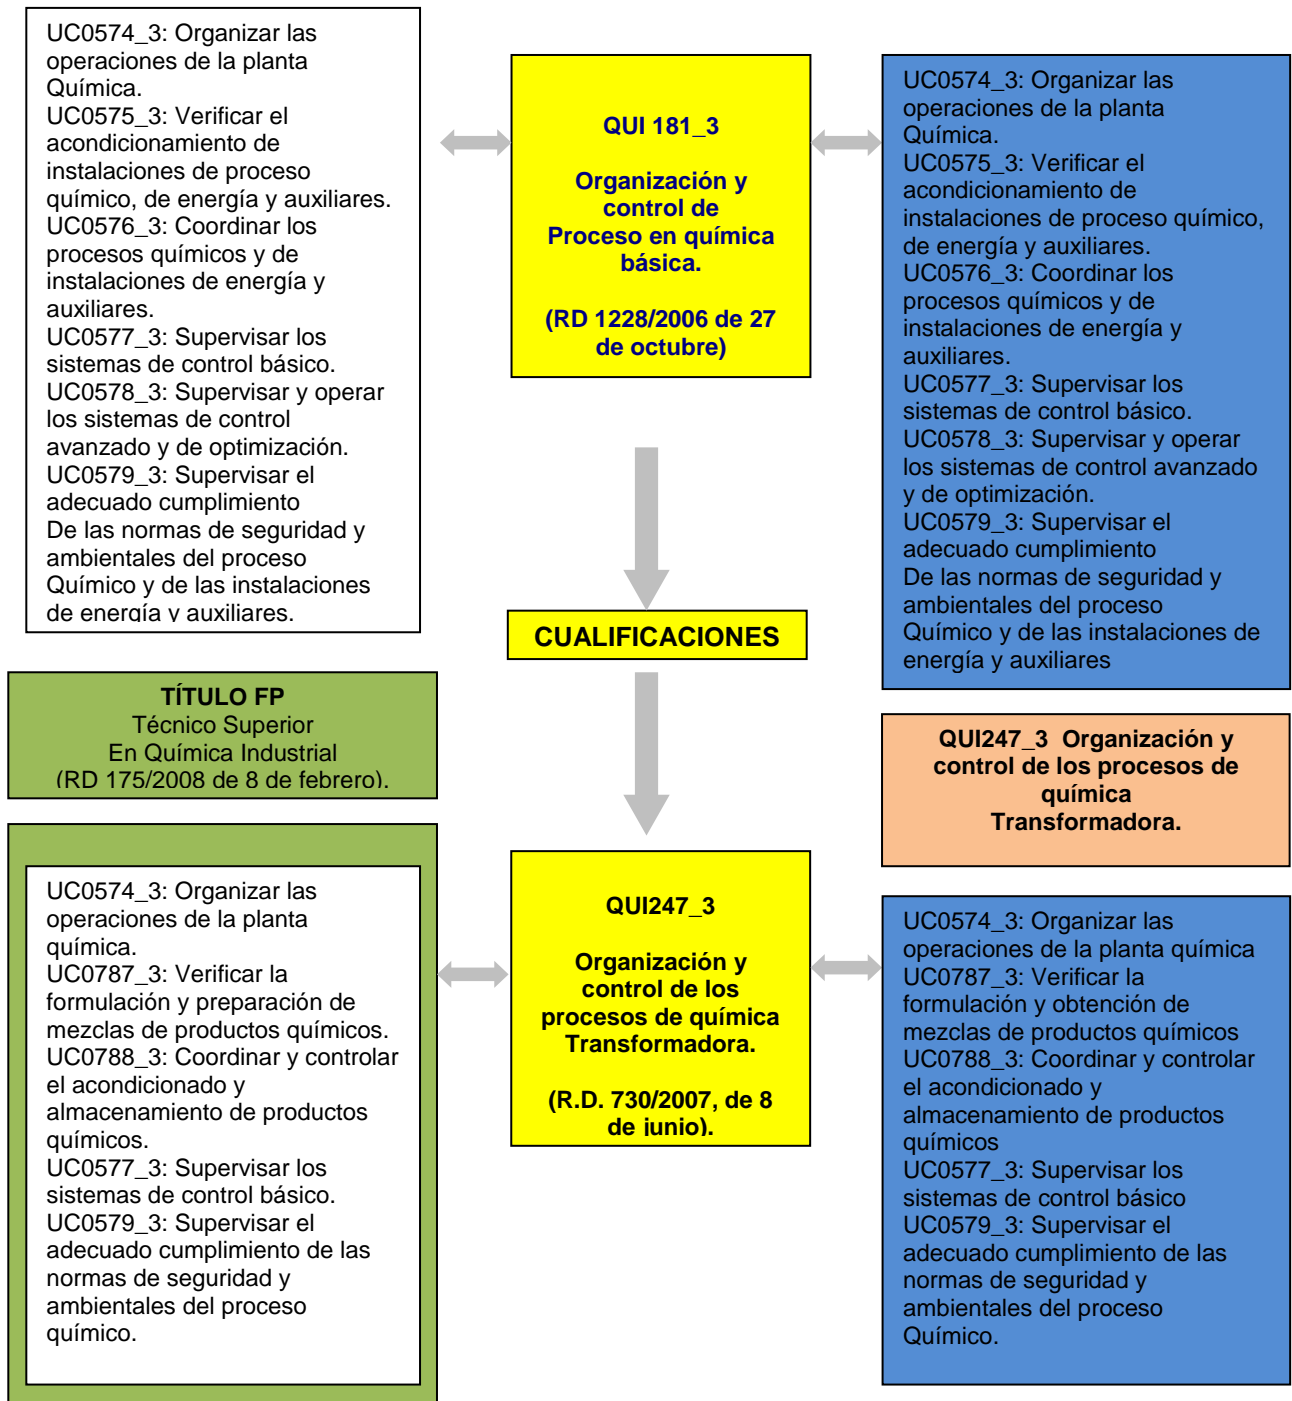 UC0574_3: Organizar las
operaciones de la planta
Química.
UC0575_3: Verificar el
acondicionamiento de
instalaciones de proceso
químico, de energía y auxiliares.
UC0576_3: Coordinar los
procesos químicos y de
instalaciones de energía y
auxiliares.
UC0577_3: Supervisar los
sistemas de control básico.
UC0578_3: Supervisar y operar
los sistemas de control
avanzado y de optimización.
UC0579_3: Supervisar el
adecuado cumplimiento
De las normas de seguridad y
ambientales del proceso
Químico y de las instalaciones
de energía y auxiliares.
QUI 181_3
Organización y
control de
Proceso en química
básica.
(RD 1228/2006 de 27
de octubre)
UC0574_3: Organizar las
operaciones de la planta
Química.
UC0575_3: Verificar el
acondicionamiento de
instalaciones de proceso químico,
de energía y auxiliares.
UC0576_3: Coordinar los
procesos químicos y de
instalaciones de energía y
auxiliares.
UC0577_3: Supervisar los
sistemas de control básico.
UC0578_3: Supervisar y operar
los sistemas de control avanzado
y de optimización.
UC0579_3: Supervisar el
adecuado cumplimiento
De las normas de seguridad y
ambientales del proceso
Químico y de las instalaciones de
energía y auxiliares
CUALIFICACIONES
TÍTULO FP
Técnico Superior
En Química Industrial
(RD 175/2008 de 8 de febrero).
QUI247_3 Organización y
control de los procesos de
química
Transformadora.
UC0574_3: Organizar las
operaciones de la planta
química.
UC0787_3: Verificar la
formulación y preparación de
mezclas de productos químicos.
UC0788_3: Coordinar y controlar
el acondicionado y
almacenamiento de productos
químicos.
UC0577_3: Supervisar los
sistemas de control básico.
UC0579_3: Supervisar el
adecuado cumplimiento de las
normas de seguridad y
ambientales del proceso
químico.
QUI247_3
Organización y
control de los
procesos de química
Transformadora.
(R.D. 730/2007, de 8
de junio).
UC0574_3: Organizar las
operaciones de la planta química
UC0787_3: Verificar la
formulación y obtención de
mezclas de productos químicos
UC0788_3: Coordinar y controlar
el acondicionado y
almacenamiento de productos
químicos
UC0577_3: Supervisar los
sistemas de control básico
UC0579_3: Supervisar el
adecuado cumplimiento de las
normas de seguridad y
ambientales del proceso
Químico.